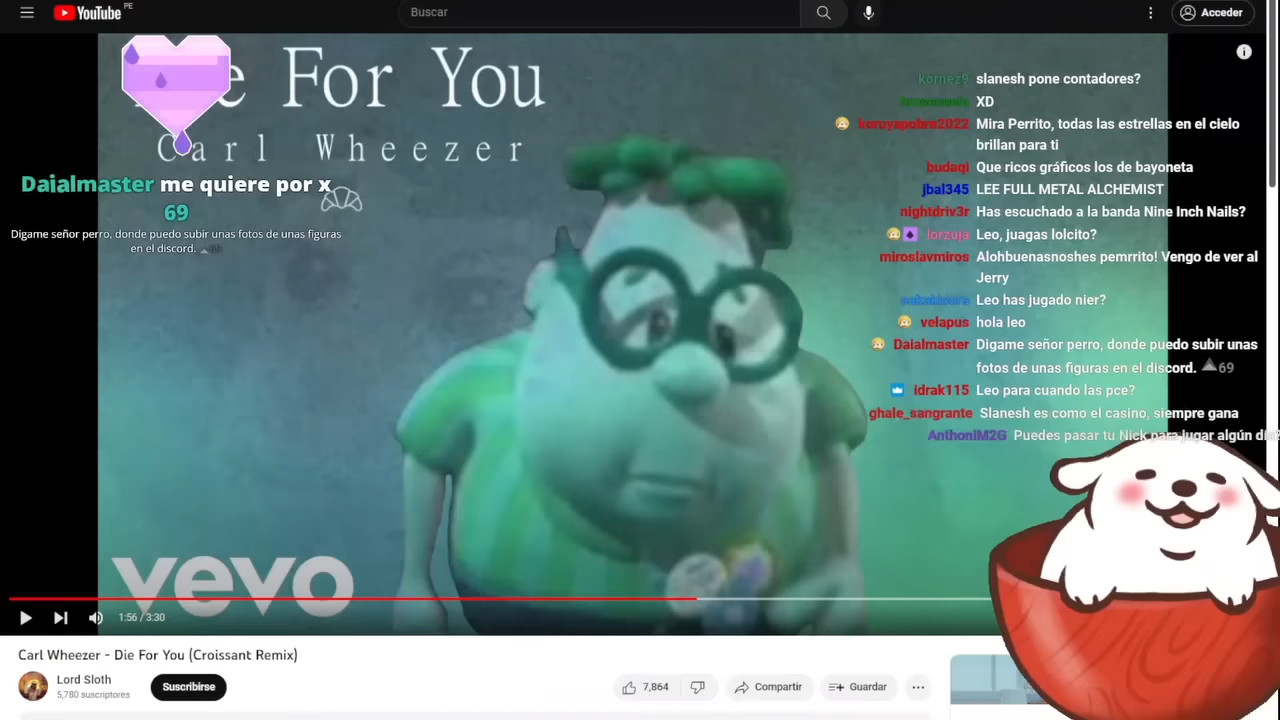 YouTube PE
Buscar
Acceder
For You
Carl Wheezer
Daialmaster me quiere por x
69
Digame señor perro, donde puedo subir unas fotos de unas figuras
en el discord. 69
kornez9 slanesh pone contadores?
XD
koruyapobre2022 Mira Perrito, todas las estrellas en el cielo
brillan para ti
budaqi Que ricos gráficos los de bayoneta
jbal345 LEE FULL METAL ALCHEMIST
nightdriv3r Has escuchado a la banda Nine Inch Nails?
lorzuja Leo, juagas lolcito?
miroslavmiros Alohbuenasnoshes pemrrito! Vengo de ver al
Jerry
Leo has jugado nier?
velapus hola leo
Daialmaster Digame señor perro, donde puedo subir unas
fotos de unas figuras en el discord. 69
idrak115 Leo para cuando las pce?
ghale_sangrante Slanesh es como el casino, siempre gana
AnthoniM2G Puedes pasar tu Nick para jugar algún
vevo
1:56 / 3:30
Carl Wheezer - Die For You (Croissant Remix)
Lord Sloth
5,780 suscriptores
Suscribirse
7,864
Compartir
Guardar